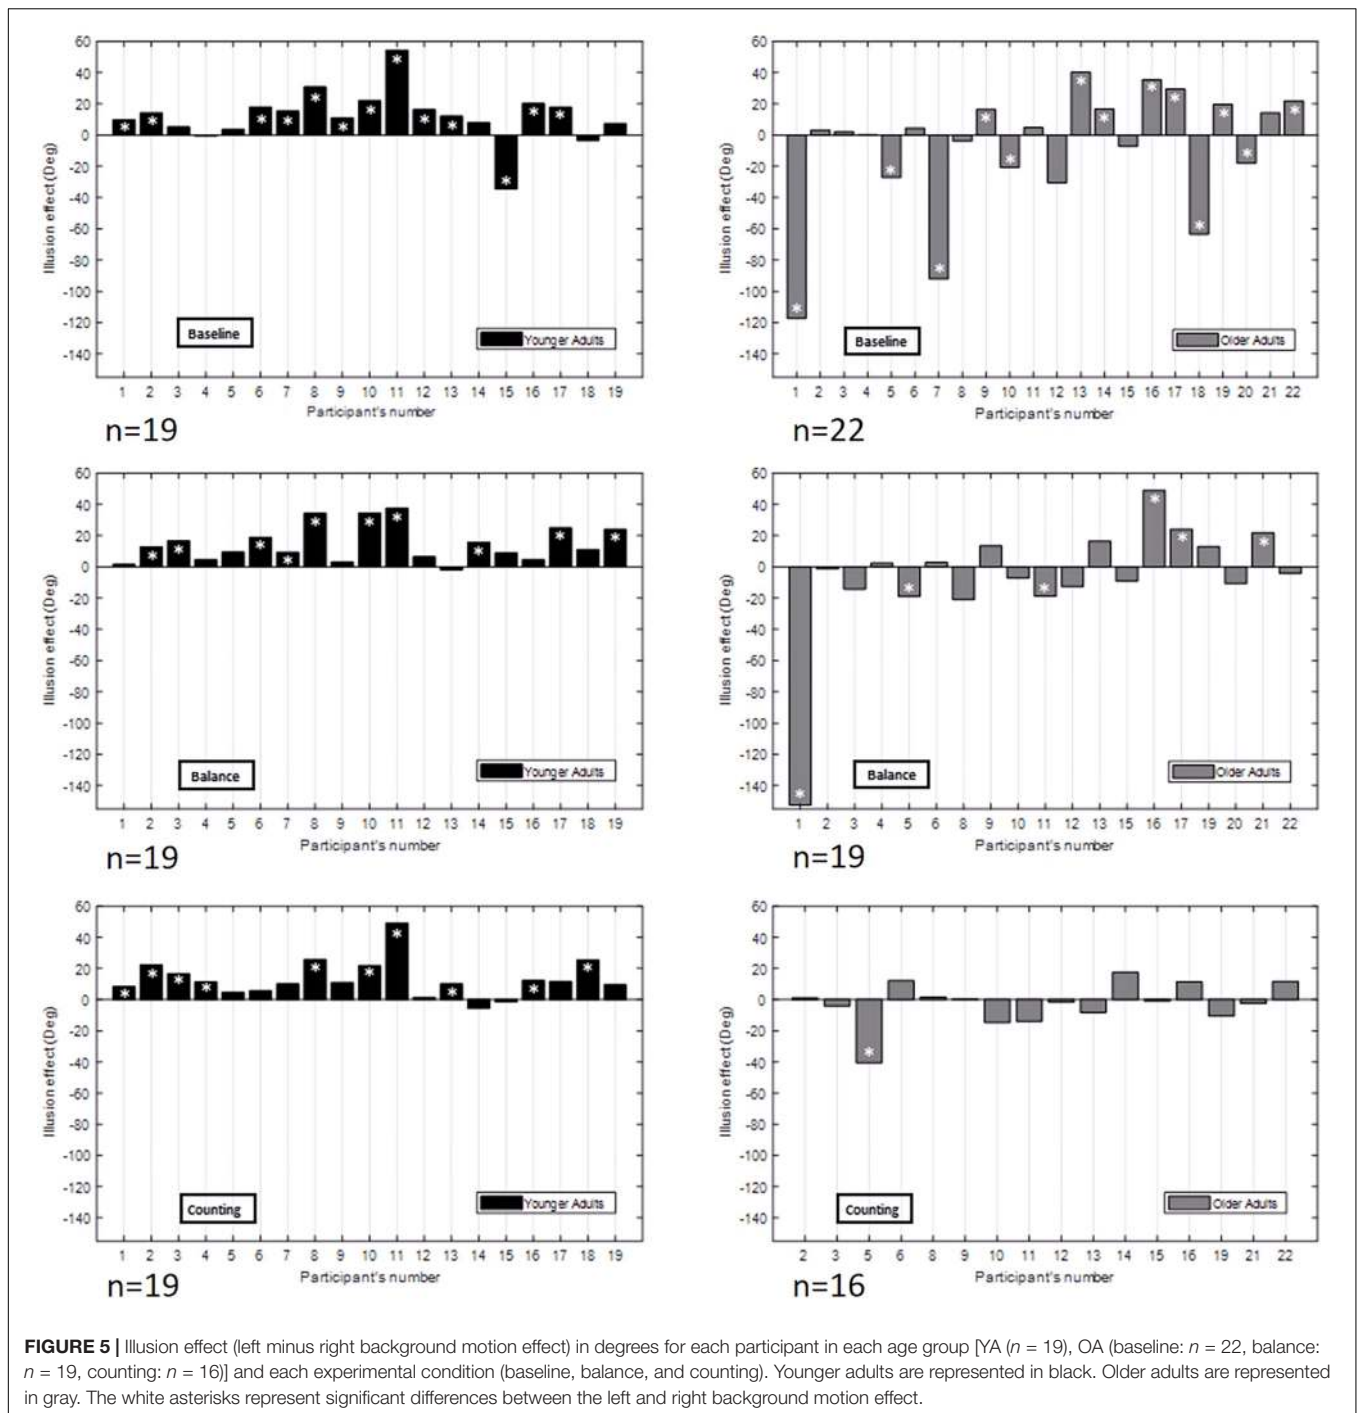 60
40
20
0
-20
-40
-60
-80
-100
-120
-140
Illusion effect (Deg)
Baseline
Younger Adults
1 2 3 4 5 6 7 8 9 10 11 12 13 14 15 16 17 18 19
Participant's number
n=19
60
40
20
0
-20
-40
-60
-80
-100
-120
-140
Illusion effect (Deg)
Baseline
Older Adults
1 2 3 4 5 6 7 8 9 10 11 12 13 14 15 16 17 18 19 20 21 22
Participant's number
n=22
60
40
20
0
-20
-40
-60
-80
-100
-120
-140
Illusion effect (Deg)
Balance
Younger Adults
1 2 3 4 5 6 7 8 9 10 11 12 13 14 15 16 17 18 19
Participant's number
n=19
60
40
20
0
-20
-40
-60
-80
-100
-120
-140
Illusion effect (Deg)
Balance
Older Adults
1 2 3 4 5 6 8 9 10 11 12 13 15 16 17 19 20 21 22
Participant's number
n=19
60
40
20
0
-20
-40
-60
-80
-100
-120
-140
Illusion effect (Deg)
Counting
Younger Adults
1 2 3 4 5 6 7 8 9 10 11 12 13 14 15 16 17 18 19
Participant's number
n=19
60
40
20
0
-20
-40
-60
-80
-100
-120
-140
Illusion effect (Deg)
Counting
Older Adults
2 3 5 6 8 9 10 11 12 13 14 15 16 19 21 22
Participant's number
n=16
FIGURE 5 | Illusion effect (left minus right background motion effect) in degrees for each participant in each age group [YA (n = 19), OA (baseline: n = 22, balance:
n = 19, counting: n = 16)] and each experimental condition (baseline, balance, and counting). Younger adults are represented in black. Older adults are represented
in gray. The white asterisks represent significant differences between the left and right background motion effect.